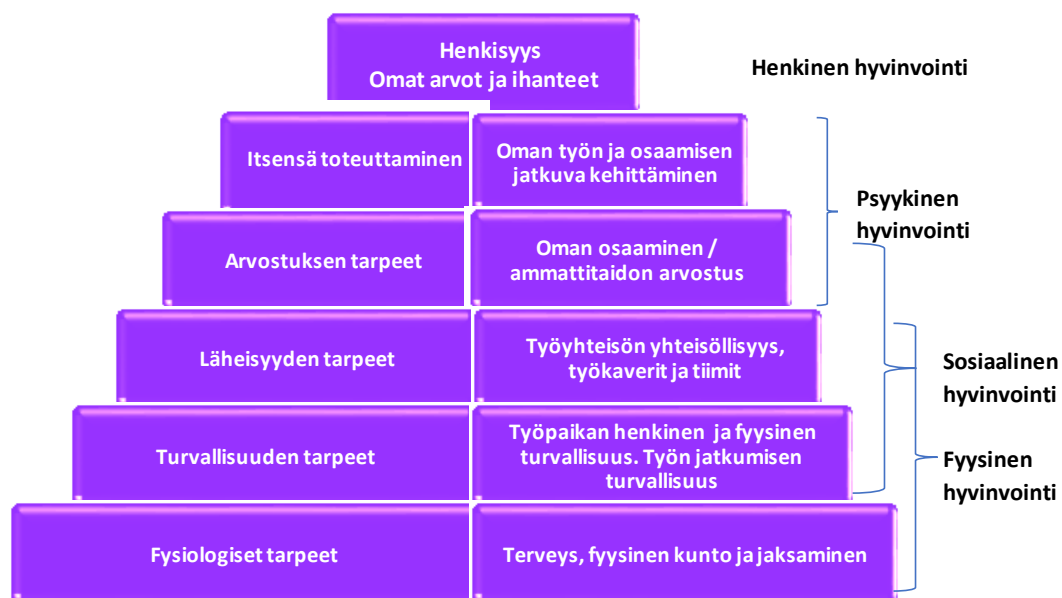 Henkisyys
Omat arvot ja ihanteet
Henkinen hyvinvointi
Itsensä toteuttaminen
Oman työn ja osaamisen
jatkuva kehittäminen
Psyykinen
hyvinvointi
Arvostuksen tarpeet
Oman osaaminen /
ammattitaidon arvostus
Läheisyyden tarpeet
Työyhteisön yhteisöllisyys,
työkaverit ja tiimit
Sosiaalinen
hyvinvointi
Turvallisuuden tarpeet
Työpaikan henkinen ja fyysinen
turvallisuus. Työn jatkumisen
turvallisuus
Fyysinen
hyvinvointi
Fysiologiset tarpeet
Terveys, fyysinen kunto ja jaksaminen